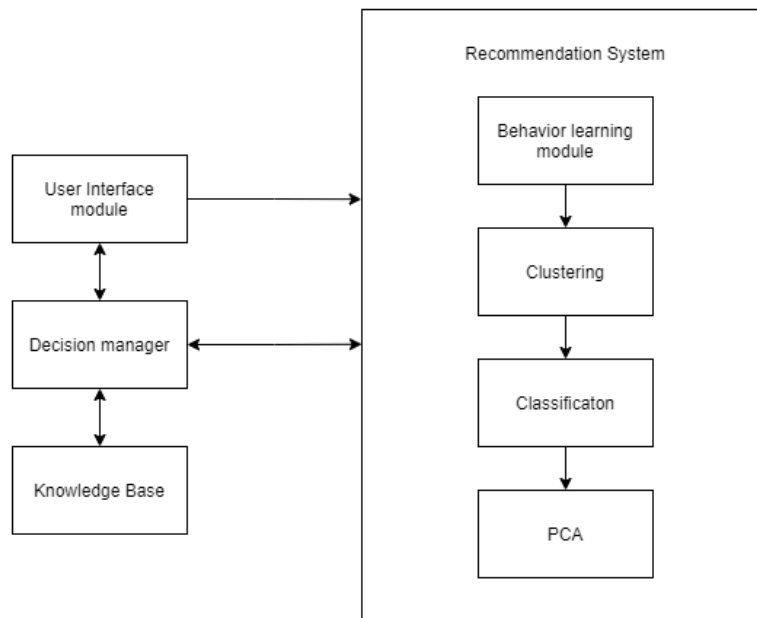 Recommendation System
Behavior learning
module
User Interface
module
Clustering
Decision manager
Classificaton
Knowledge Base
PCA